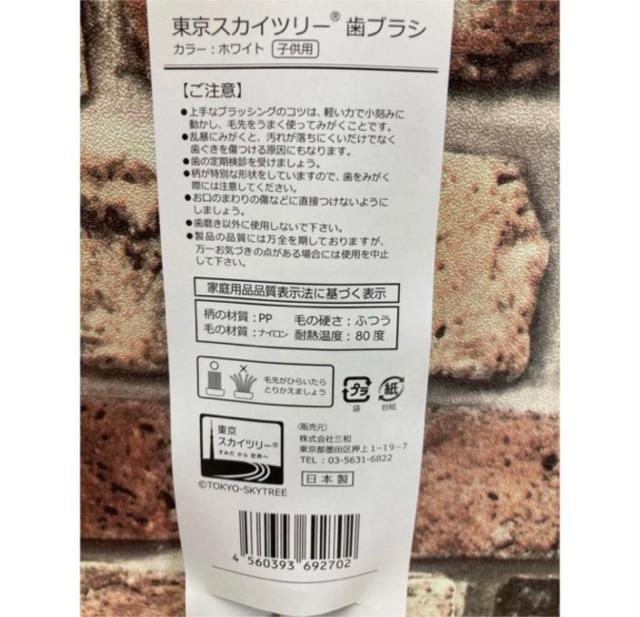 東京スカイツリー® 歯ブラシ
カラー：ホワイト 子供用
【ご注意】
●上手なブラッシングのコツは、軽い力で小刻みに
動かし、毛先をうまく使ってみがくことです。
●乱暴にみがくと、汚れが落ちにくいだけでなく
歯ぐきを傷つける原因にもなります。
●歯の定期検診を受けましょう。
●柄が特別な形状をしていますので、歯をみがく
際には注意してください。
●お口のまわりの傷などに直接つけないように
しましょう。
●歯磨き以外に使用しないで下さい。
●製品の品質には万全を期しておりますが、
万一お気づきの点がある場合には使用を中止
して下さい。
家庭用品品質表示法に基づく表示
柄の材質：PP 毛の硬さ：ふつう
毛の材質：ナイロン 耐熱温度：80度
毛先がひらいたら
とりかえましょう
プラ 紙
袋 台紙
東京
スカイツリー®
すみだ から 世界へ
©TOKYO-SKYTREE
〈販売元〉
株式会社三和
東京都墨田区押上1-19-7
TEL：03-5631-6822
日本製
4 560393 692702